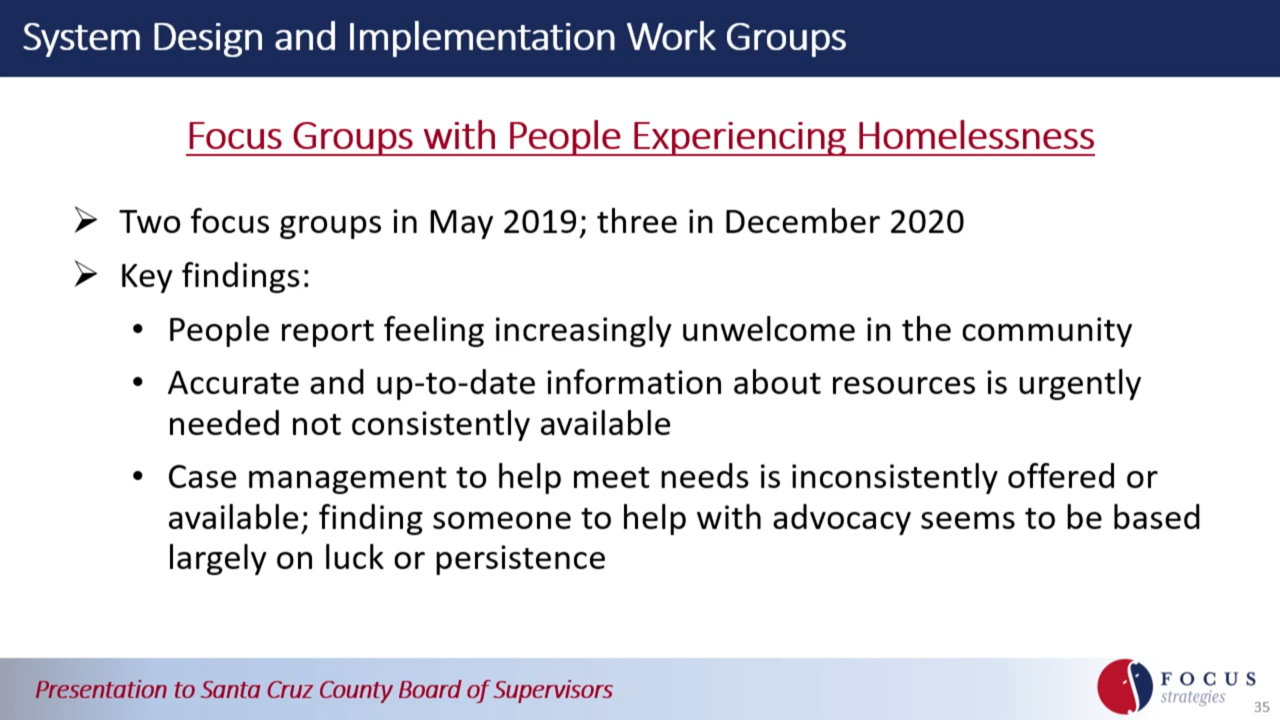 System Design and Implementation Work Groups
Focus Groups with People Experiencing Homelessness
➢ Two focus groups in May 2019; three in December 2020
➢ Key findings:
• People report feeling increasingly unwelcome in the community
• Accurate and up-to-date information about resources is urgently
needed not consistently available
• Case management to help meet needs is inconsistently offered or
available; finding someone to help with advocacy seems to be based
largely on luck or persistence
Presentation to Santa Cruz County Board of Supervisors
FOCUS
strategies
35